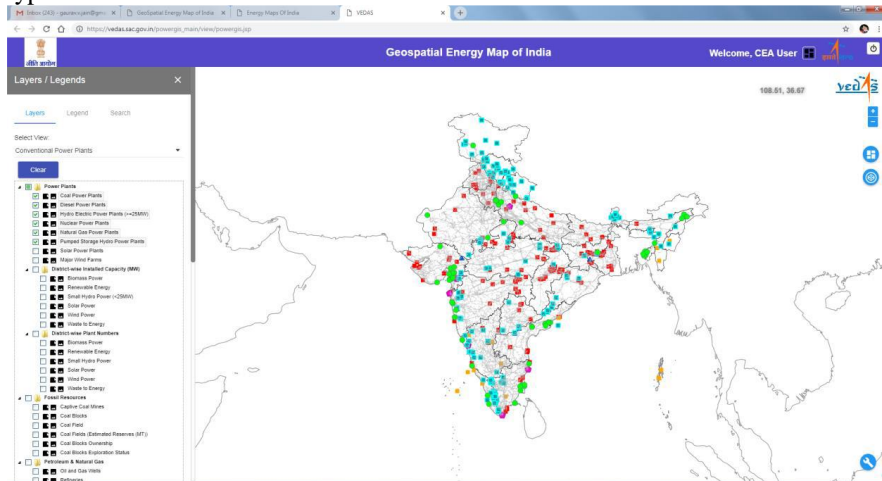 yp
Inbox (243) - gaurav.v.jain@gm
Geospatial Energy Map of India
Energy Maps Of India
VEDAS
https://vedas.sac.gov.in/powergis_main/view/powergis.jsp
नीति आयोग
Geospatial Energy Map of India
Welcome, CEA User
Layers / Legends
Layers Legend Search
108.51, 36.67
Select View:
Conventional Power Plants
Clear
Power Plants
Coal Power Plants
Diesel Power Plants
Hydro Electric Power Plants (>=25MW)
Nuclear Power Plants
Natural Gas Power Plants
Pumped Storage Hydro Power Plants
Solar Power Plants
Major Wind Farms
District-wise Installed Capacity (MW)
Biomass Power
Renewable Energy
Small Hydro Power (<25MW)
Solar Power
Wind Power
Waste to Energy
District-wise Plant Numbers
Biomass Power
Renewable Energy
Small Hydro Power
Solar Power
Wind Power
Waste to Energy
Fossil Resources
Captive Coal Mines
Coal Blocks
Coal Field
Coal Fields (Estimated Reserves (MT))
Coal Blocks Ownership
Coal Blocks Exploration Status
Petroleum & Natural Gas
Oil and Gas Wells
Refineries